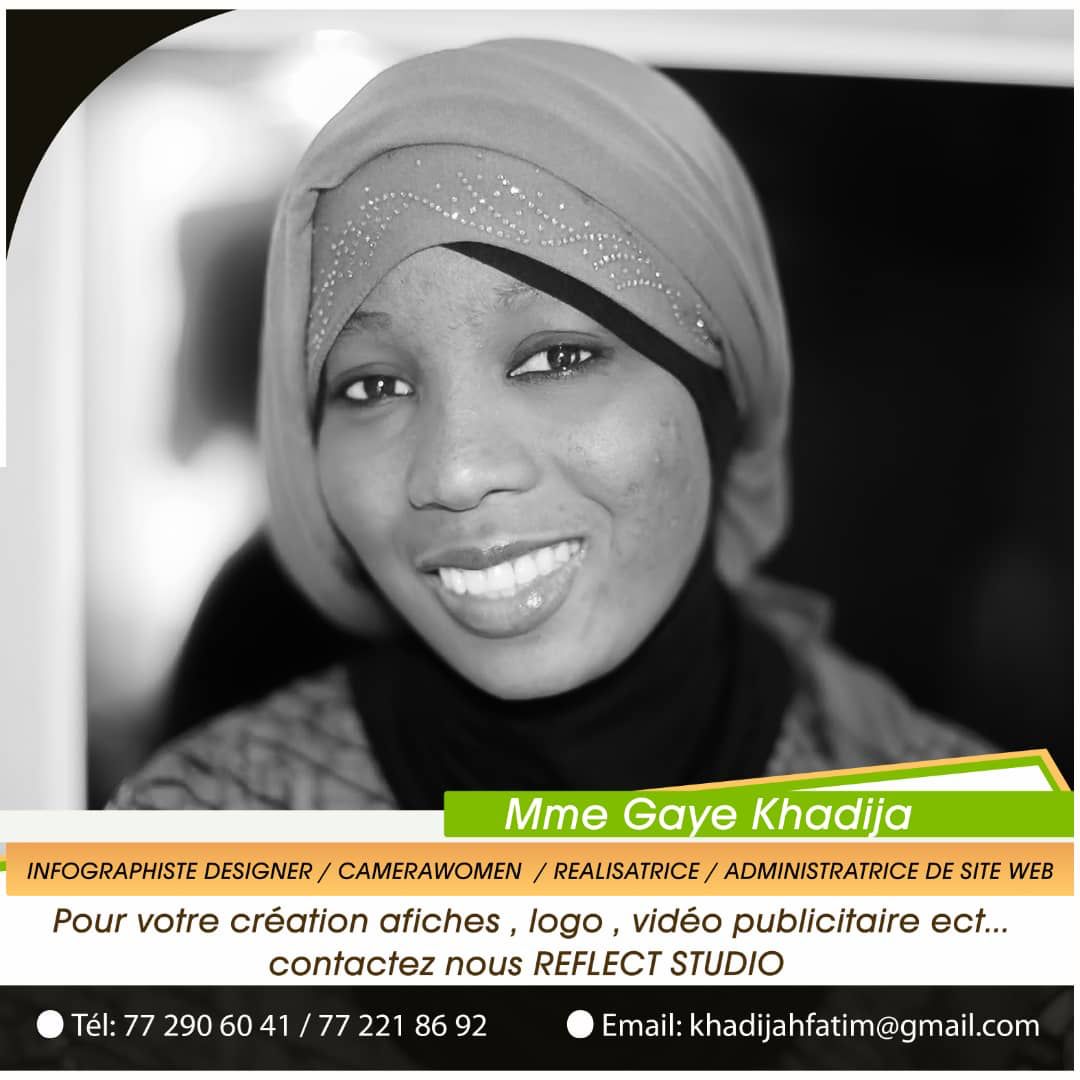 Mme Gaye Khadija
INFOGRAPHISTE DESIGNER / CAMERAWOMEN / REALISATRICE / ADMINISTRATRICE DE SITE WEB
Pour votre création afiches , logo , vidéo publicitaire ect...
contactez nous REFLECT STUDIO
Tél: 77 290 60 41 / 77 221 86 92
Email: khadijahfatim@gmail.com